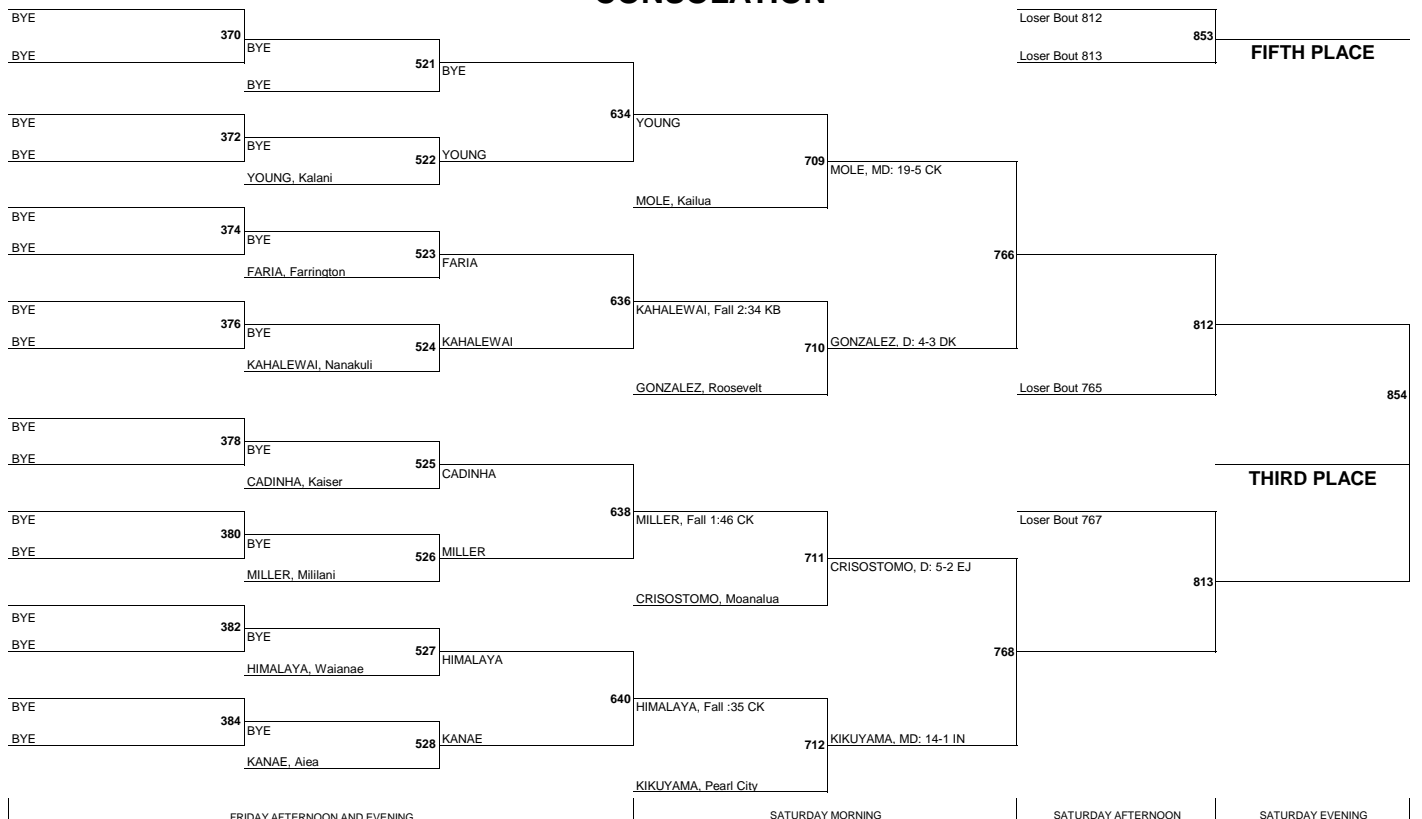 CONSOLATION
BYE
370
BYE
BYE
521
BYE
BYE
634
BYE
372
BYE
BYE
522
YOUNG, Kalani
YOUNG
YOUNG
709
MOLE, Kailua
MOLE, MD: 19-5 CK
766
BYE
374
BYE
BYE
523
FARIA, Farrington
FARIA
636
BYE
376
BYE
BYE
524
KAHALEWAI, Nanakuli
KAHALEWAI
KAHALEWAI, Fall 2:34 KB
710
GONZALEZ, Roosevelt
GONZALEZ, D: 4-3 DK
Loser Bout 765
812
854
BYE
378
BYE
BYE
525
CADINHA, Kaiser
CADINHA
638
BYE
380
BYE
BYE
526
MILLER, Mililani
MILLER
MILLER, Fall 1:46 CK
711
CRISOSTOMO, Moanalua
CRISOSTOMO, D: 5-2 EJ
768
BYE
382
BYE
BYE
527
HIMALAYA, Waianae
HIMALAYA
640
BYE
384
BYE
BYE
528
KANAE, Aiea
KANAE
HIMALAYA, Fall :35 CK
712
KIKUYAMA, Pearl City
KIKUYAMA, MD: 14-1 IN
Loser Bout 767
813
Loser Bout 812
853
Loser Bout 813
FIFTH PLACE
THIRD PLACE
FRIDAY AFTERNOON AND EVENING
SATURDAY MORNING
SATURDAY AFTERNOON
SATURDAY EVENING